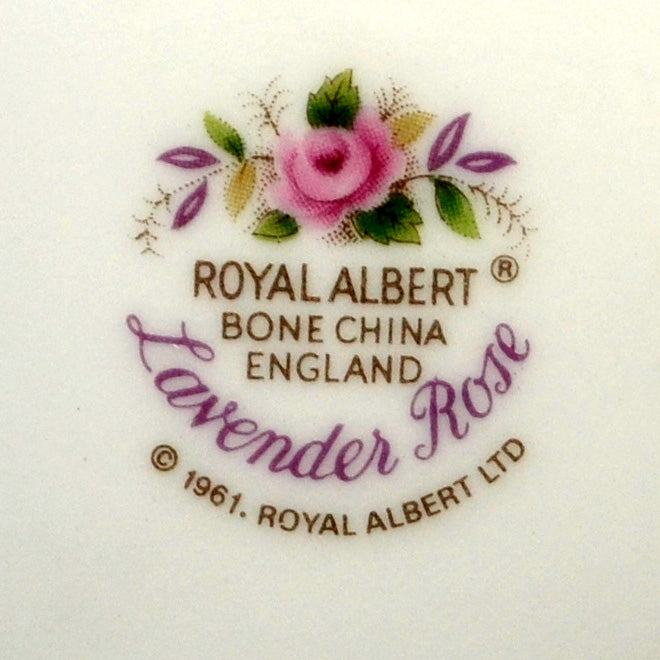 ROYAL ALBERT ®
BONE CHINA
ENGLAND
Lavender Rose
© 1961. ROYAL ALBERT LTD